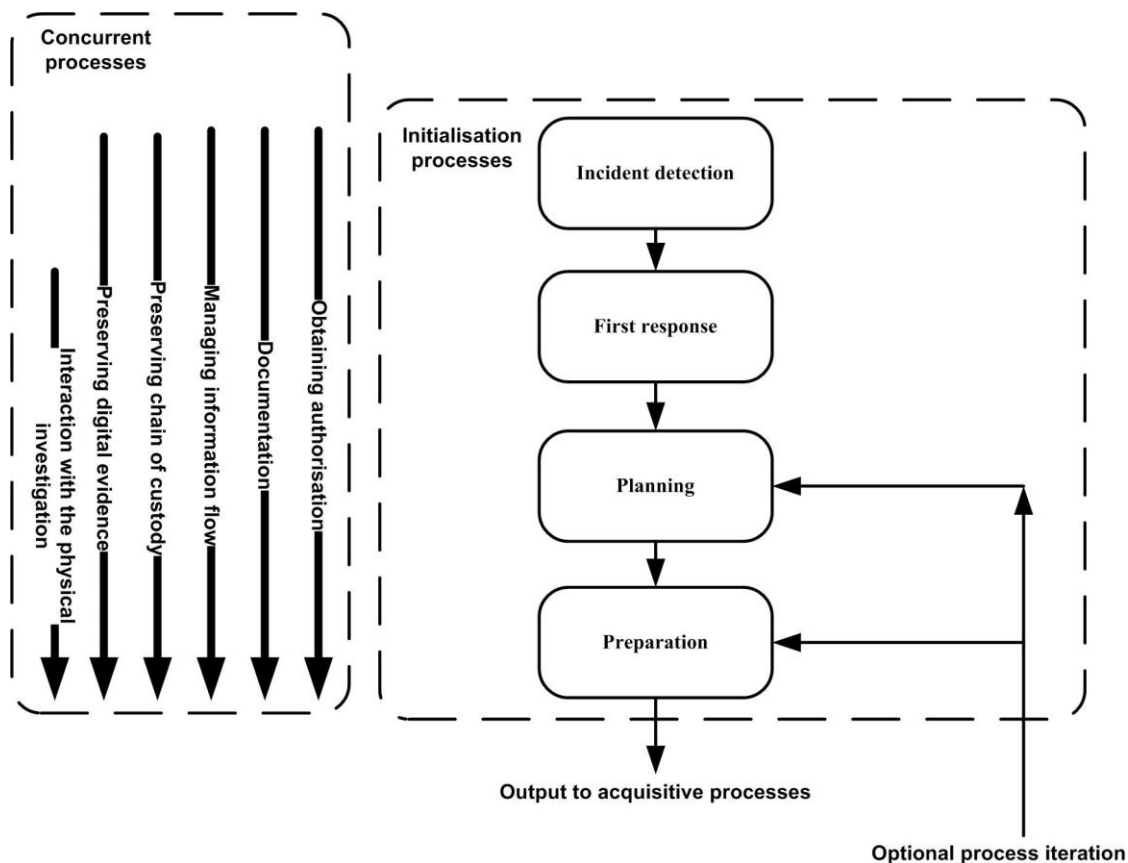 Concurrent
processes
Interaction with the physical
investigation
Preserving digital evidence
Preserving chain of custody
Managing information flow
Documentation
Obtaining authorisation
Initialisation
processes
Incident detection
First response
Planning
Preparation
Output to acquisitive processes
Optional process iteration